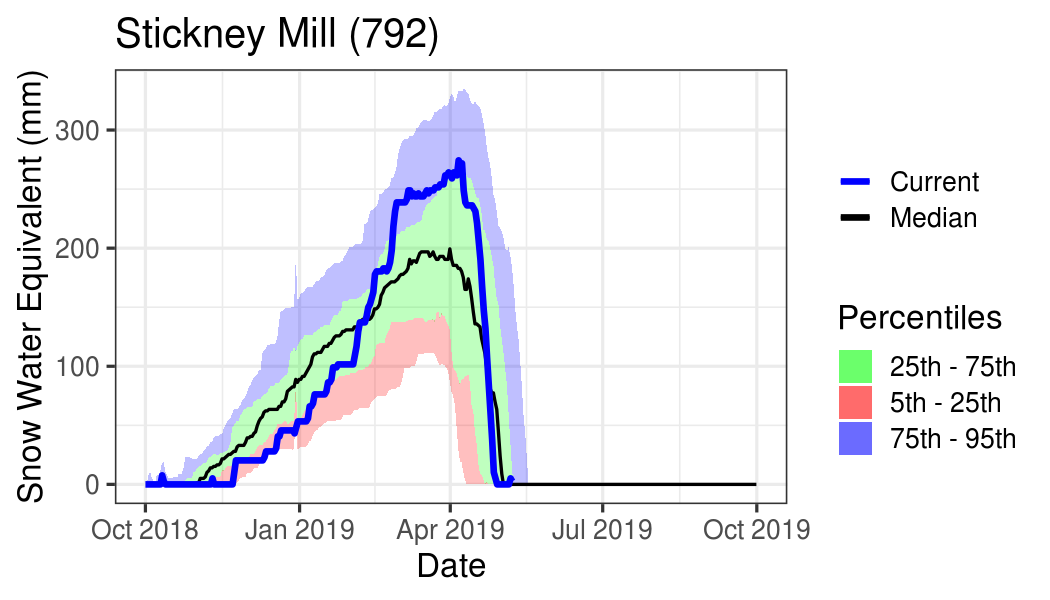 Stickney Mill (792)
Snow Water Equivalent (mm)
300
200
100
0
Oct 2018
Jan 2019
Apr 2019
Jul 2019
Oct 2019
Date
Current
Median
Percentiles
25th - 75th
5th - 25th
75th - 95th